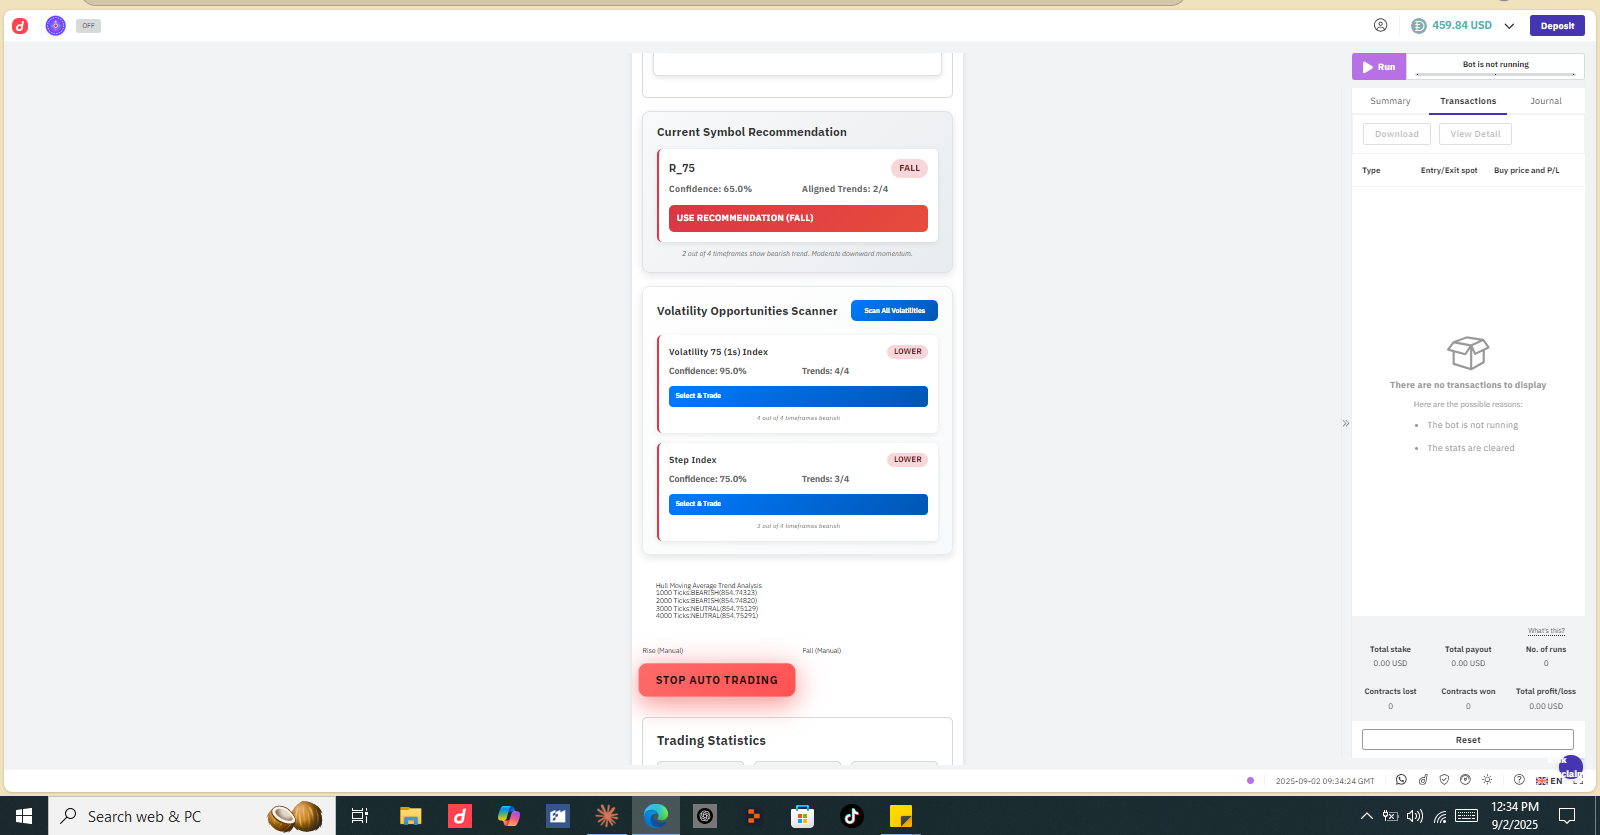 OFF
459.84 USD
Deposit
Run
Bot is not running
Summary
Transactions
Journal
Download
View Detail
Type
Entry/Exit spot
Buy price and P/L
There are no transactions to display
Here are the possible reasons:
• The bot is not running
• The stats are cleared
What's this?
Total stake
Total payout
No. of runs
0.00 USD
0.00 USD
0
Contracts lost
Contracts won
Total profit/loss
0
0
0.00 USD
Reset
Current Symbol Recommendation
R_75
FALL
Confidence: 65.0%
Aligned Trends: 2/4
USE RECOMMENDATION (FALL)
2 out of 4 timeframes show bearish trend. Moderate downward momentum.
Volatility Opportunities Scanner
Scan All Volatilities
Volatility 75 (1s) Index
LOWER
Confidence: 95.0%
Trends: 4/4
Select & Trade
4 out of 4 timeframes bearish
Step Index
LOWER
Confidence: 75.0%
Trends: 3/4
Select & Trade
3 out of 4 timeframes bearish
Hull Moving Average Trend Analysis
1000 Ticks:BEARISH(854.74323)
2000 Ticks:BEARISH(854.74820)
3000 Ticks:NEUTRAL(854.75129)
4000 Ticks:NEUTRAL(854.75291)
Rise (Manual)
Fall (Manual)
STOP AUTO TRADING
Trading Statistics
2025-09-02 09:34:24 GMT
EN
Search web & PC
12:34 PM
9/2/2025